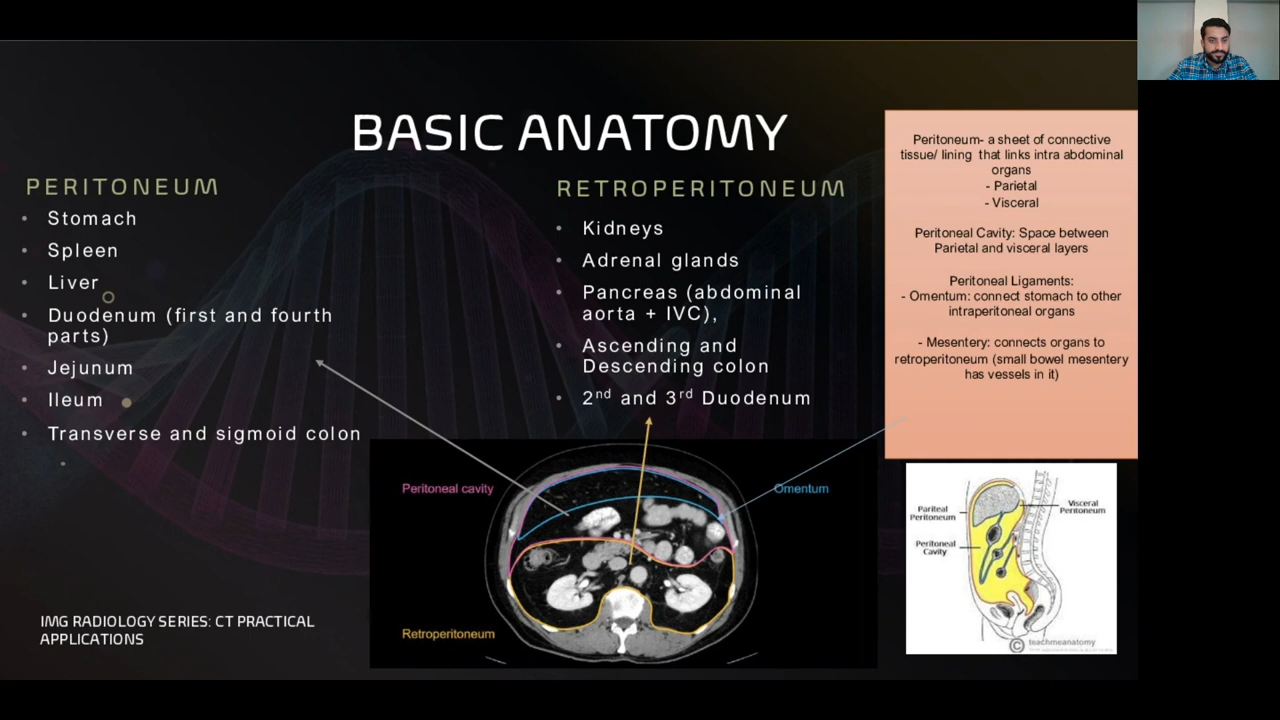 BASIC ANATOMY
PERITONEUM
• Stomach
• Spleen
• Liver
• Duodenum (first and fourth
parts)
• Jejunum
• Ileum
• Transverse and sigmoid colon
RETROPERITONEUM
• Kidneys
• Adrenal glands
• Pancreas (abdominal
aorta + IVC),
• Ascending and
Descending colon
• 2nd and 3rd Duodenum
Peritoneum- a sheet of connective
tissue/ lining that links intra abdominal
organs
- Parietal
- Visceral
Peritoneal Cavity: Space between
Parietal and visceral layers
Peritoneal Ligaments:
- Omentum: connect stomach to other
intraperitoneal organs
- Mesentery: connects organs to
retroperitoneum (small bowel mesentery
has vessels in it)
Peritoneal cavity
Omentum
Retroperitoneum
Pariteal
Peritoneum
Visceral
Peritoneum
Peritoneal
Cavity
© teachmeanatomy
IMG RADIOLOGY SERIES: CT PRACTICAL
APPLICATIONS